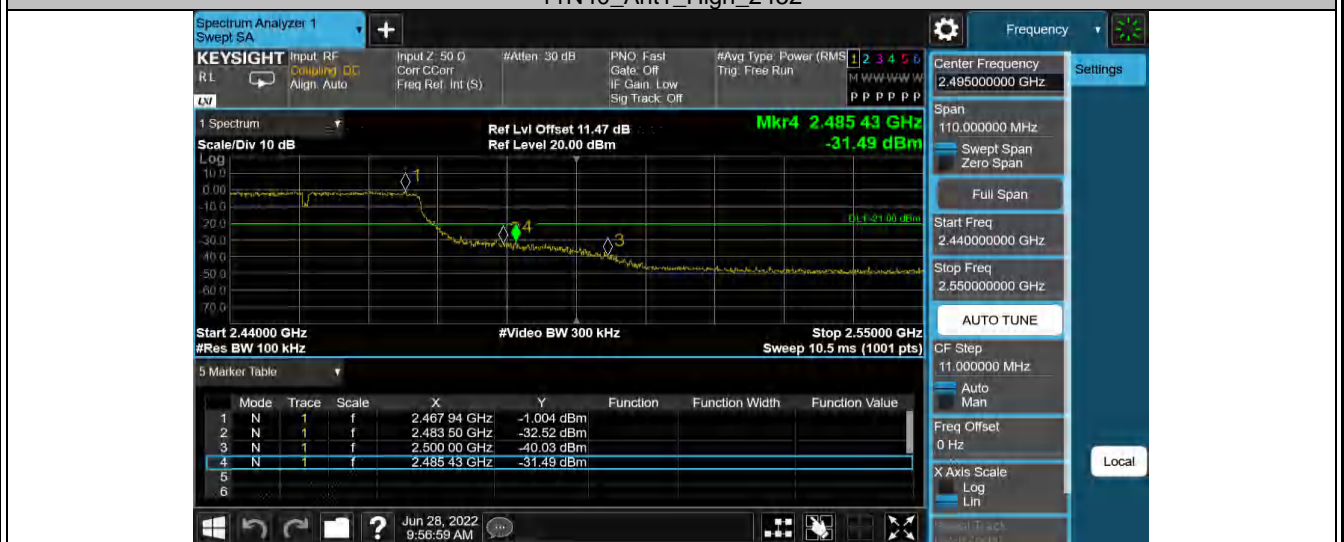 Spectrum Analyzer 1
Swept SA
+
Frequency
KEYSIGHT
RL
LXI
Input: RF
Coupling: DC
Align: Auto
Input Z: 50 Ω
Corr CCorr
Freq Ref: Int (S)
#Atten: 30 dB
PNO: Fast
Gate: Off
IF Gain: Low
Sig Track: Off
#Avg Type: Power (RMS
Trig: Free Run
1 2 3 4 5 6
M W W W W W
P P P P P P
1 Spectrum
Scale/Div 10 dB
Ref Lvl Offset 11.47 dB
Ref Level 20.00 dBm
Mkr4 2.485 43 GHz
-31.49 dBm
Log
10.0
0.00
-10.0
-20.0
-30.0
-40.0
-50.0
-60.0
-70.0
1
4
3
DL1 -21.00 dBm
Start 2.44000 GHz
#Res BW 100 kHz
#Video BW 300 kHz
Stop 2.55000 GHz
Sweep 10.5 ms (1001 pts)
5 Marker Table
Mode Trace Scale X Y Function Function Width Function Value
1 N 1 f 2.467 94 GHz -1.004 dBm
2 N 1 f 2.483 50 GHz -32.52 dBm
3 N 1 f 2.500 00 GHz -40.03 dBm
4 N 1 f 2.485 43 GHz -31.49 dBm
5
6
?
Jun 28, 2022
9:56:59 AM
Center Frequency
2.495000000 GHz
Settings
Span
110.000000 MHz
Swept Span
Zero Span
Full Span
Start Freq
2.440000000 GHz
Stop Freq
2.550000000 GHz
AUTO TUNE
CF Step
11.000000 MHz
Auto
Man
Freq Offset
0 Hz
X Axis Scale
Log
Lin
Local